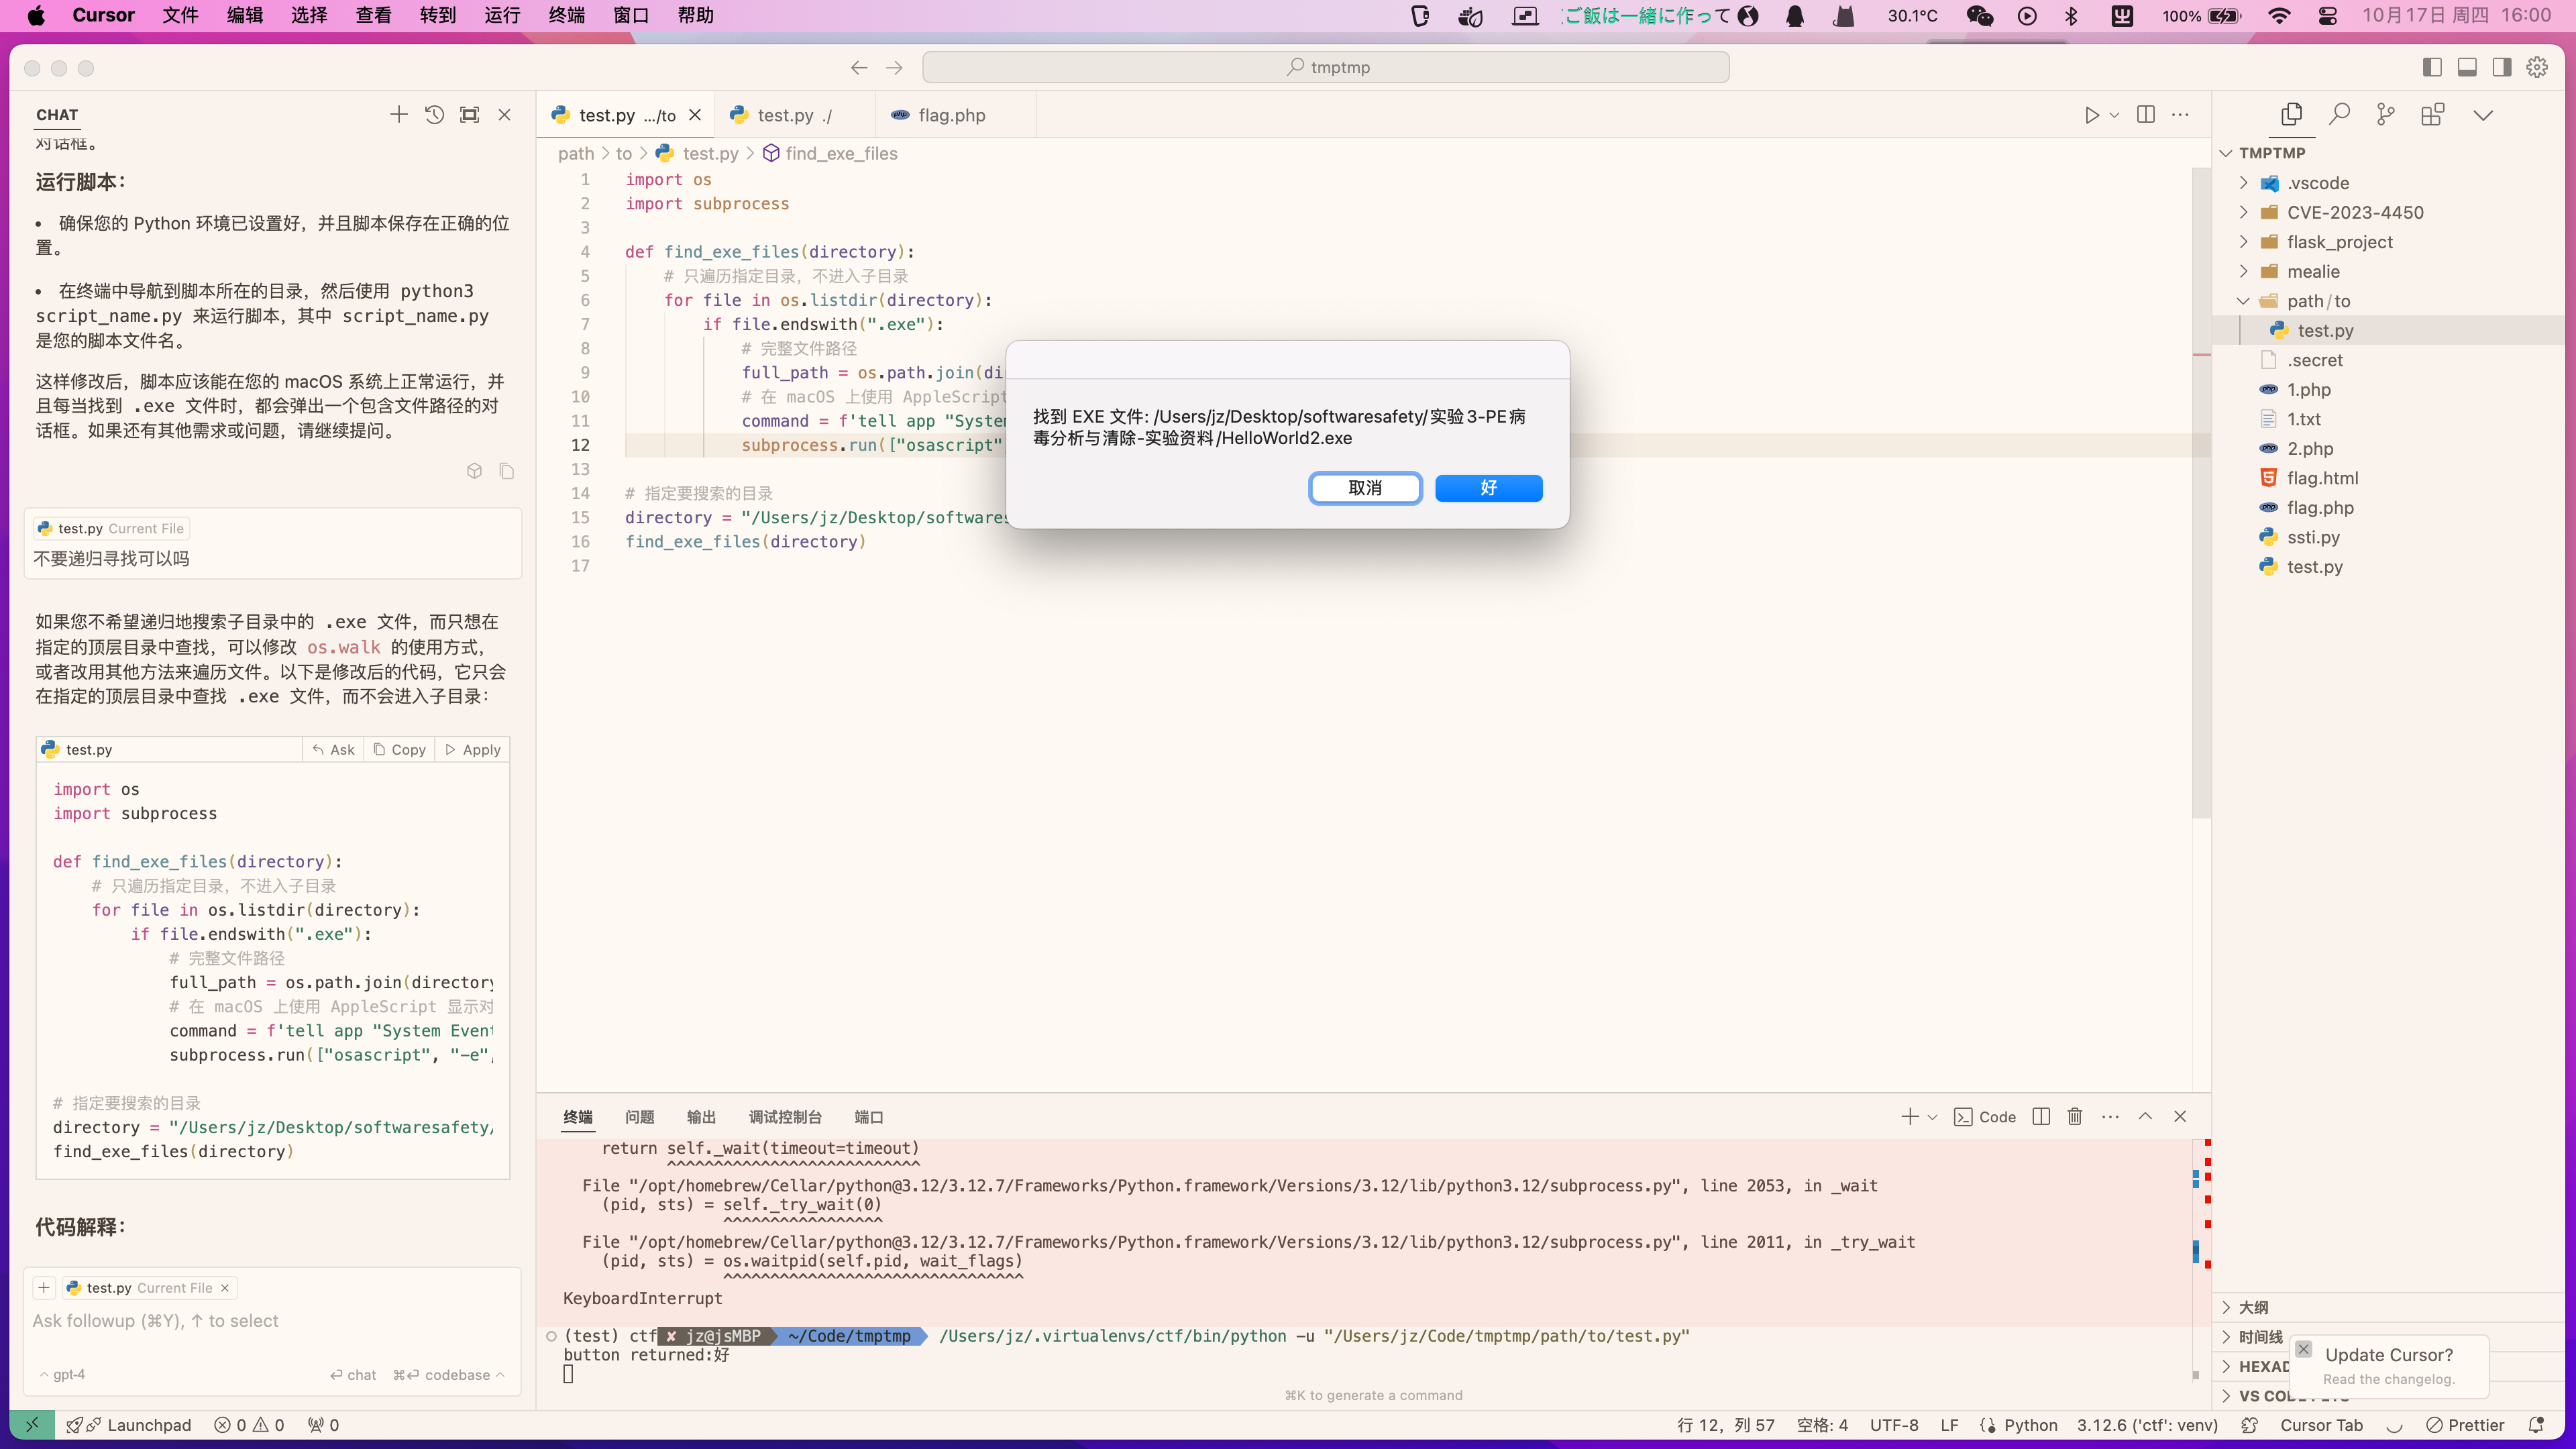 Cursor 文件 编辑 选择 查看 转到 运行 终端 窗口 帮助
ご飯は一緒に作って 30.1°C 100% 10月17日 周四 16:00
tmptmp
CHAT
对话框。
运行脚本：
• 确保您的 Python 环境已设置好，并且脚本保存在正确的位
置。
• 在终端中导航到脚本所在的目录，然后使用 python3
script_name.py 来运行脚本，其中 script_name.py
是您的脚本文件名。
这样修改后，脚本应该能在您的 macOS 系统上正常运行，并
且每当找到 .exe 文件时，都会弹出一个包含文件路径的对
话框。如果还有其他需求或问题，请继续提问。
test.py Current File
不要递归寻找可以吗
如果您不希望递归地搜索子目录中的 .exe 文件，而只想在
指定的顶层目录中查找，可以修改 os.walk 的使用方式，
或者改用其他方法来遍历文件。以下是修改后的代码，它只会
在指定的顶层目录中查找 .exe 文件，而不会进入子目录：
test.py Ask Copy Apply
import os
import subprocess
def find_exe_files(directory):
# 只遍历指定目录，不进入子目录
for file in os.listdir(directory):
if file.endswith(".exe"):
# 完整文件路径
full_path = os.path.join(directory
# 在 macOS 上使用 AppleScript 显示对
command = f'tell app "System Event
subprocess.run(["osascript", "-e",
# 指定要搜索的目录
directory = "/Users/jz/Desktop/softwaresafety/
find_exe_files(directory)
代码解释：
test.py Current File ×
Ask followup (⌘Y), ↑ to select
gpt-4 chat ⌘ codebase
test.py .../to test.py ./ flag.php
path > to > test.py > find_exe_files
1 import os
2 import subprocess
3
4 def find_exe_files(directory):
5 # 只遍历指定目录，不进入子目录
6 for file in os.listdir(directory):
7 if file.endswith(".exe"):
8 # 完整文件路径
9 full_path = os.path.join(di
10 # 在 macOS 上使用 AppleScript
11 command = f'tell app "System
12 subprocess.run(["osascript"
13
14 # 指定要搜索的目录
15 directory = "/Users/jz/Desktop/softwares
16 find_exe_files(directory)
17
找到 EXE 文件: /Users/jz/Desktop/softwaresafety/实验3-PE病
毒分析与清除-实验资料/HelloWorld2.exe
取消 好
终端 问题 输出 调试控制台 端口
Code
return self._wait(timeout=timeout)
^^^^^^^^^^^^^^^^^^^^^^^^^^^
File "/opt/homebrew/Cellar/python@3.12/3.12.7/Frameworks/Python.framework/Versions/3.12/lib/python3.12/subprocess.py", line 2053, in _wait
(pid, sts) = self._try_wait(0)
^^^^^^^^^^^^^^^^^
File "/opt/homebrew/Cellar/python@3.12/3.12.7/Frameworks/Python.framework/Versions/3.12/lib/python3.12/subprocess.py", line 2011, in _try_wait
(pid, sts) = os.waitpid(self.pid, wait_flags)
^^^^^^^^^^^^^^^^^^^^^^^^^^^^^^^^
KeyboardInterrupt
(test) ctf ✘ jz@jsMBP ~/Code/tmptmp /Users/jz/.virtualenvs/ctf/bin/python -u "/Users/jz/Code/tmptmp/path/to/test.py"
button returned:好
⌘K to generate a command
TMPTMP
.vscode
CVE-2023-4450
flask_project
mealie
path/to
test.py
.secret
1.php
1.txt
2.php
flag.html
flag.php
ssti.py
test.py
大纲
时间线
HEXAD
VS CO
Update Cursor?
Read the changelog.
Launchpad 0 0 0
行 12，列 57 空格: 4 UTF-8 LF Python 3.12.6 ('ctf': venv) Cursor Tab Prettier